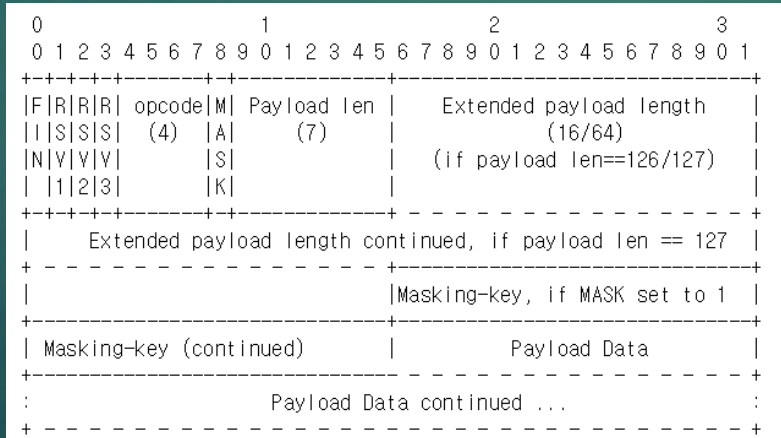 0 1 2 3
0 1 2 3 4 5 6 7 8 9 0 1 2 3 4 5 6 7 8 9 0 1 2 3 4 5 6 7 8 9 0 1
+-+-+-+-+-------+-+-------------+-------------------------------+
|F|R|R|R| opcode|M| Payload len | Extended payload length |
|I|S|S|S| (4) |A| (7) | (16/64) |
|N|V|V|V| |S| | (if payload len==126/127) |
| |1|2|3| |K| | |
+-+-+-+-+-------+-+-------------+ - - - - - - - - - - - - - - - +
| Extended payload length continued, if payload len == 127 |
+ - - - - - - - - - - - - - - - +-------------------------------+
| |Masking-key, if MASK set to 1 |
+-------------------------------+-------------------------------+
| Masking-key (continued) | Payload Data |
+-------------------------------- - - - - - - - - - - - - - - - +
: Payload Data continued ... :
+ - - - - - - - - - - - - - - - - - - - - - - - - - - - - - - - +